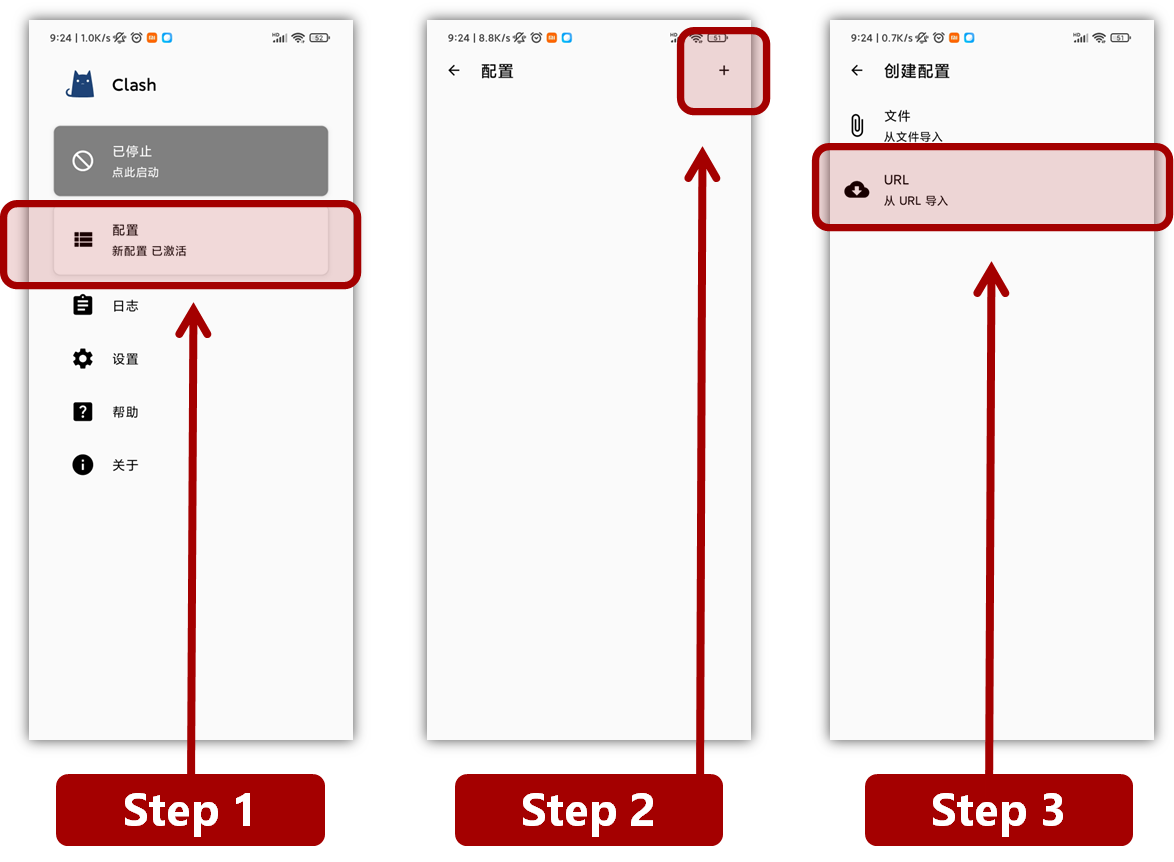 9:24 | 1.0K/s
HD
52
Clash
已停止
点此启动
配置
新配置 已激活
日志
设置
帮助
关于
Step 1
9:24 | 8.8K/s
51
配置
+
Step 2
9:24 | 0.7K/s
HD
51
创建配置
文件
从文件导入
URL
从 URL 导入
Step 3